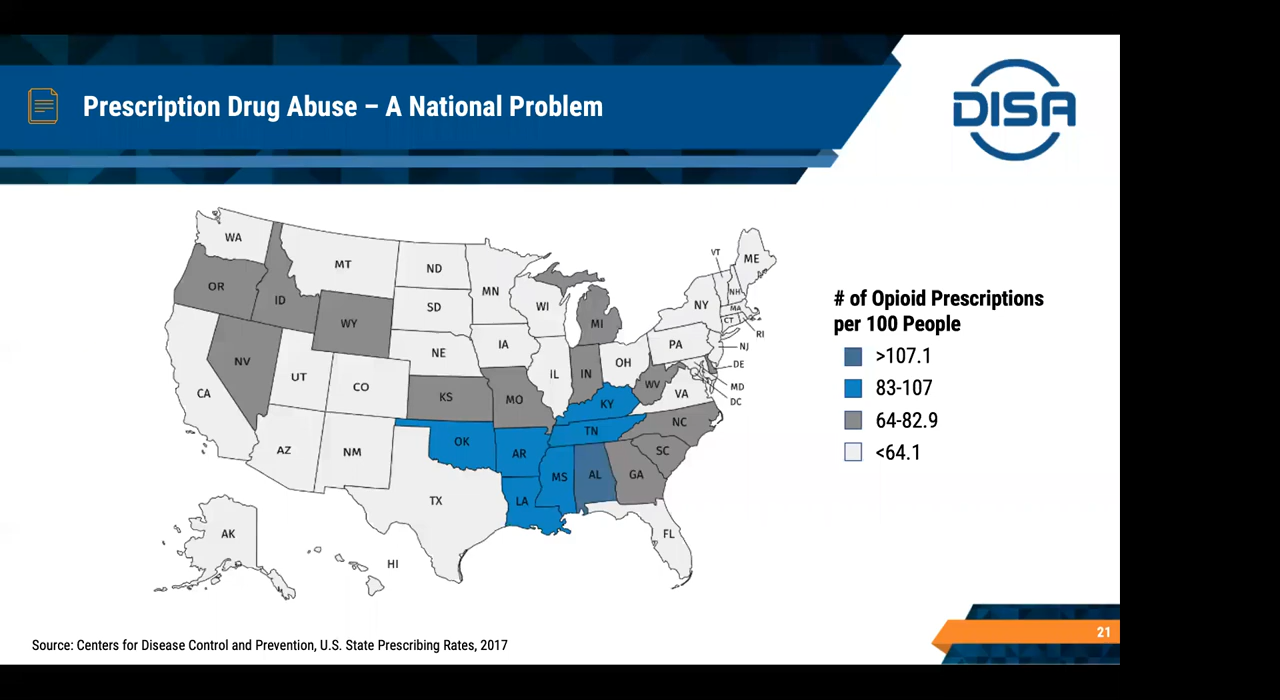 Prescription Drug Abuse – A National Problem
DISA
WA
MT
ND
MN
VT
ME
OR
ID
SD
WI
NH
NY
MA
WY
MI
CT
RI
NE
IA
PA
NJ
NV
UT
CO
IL
IN
OH
DE
CA
KS
MO
WV
VA
MD
DC
KY
NC
TN
AZ
NM
OK
AR
SC
MS
AL
GA
TX
LA
AK
FL
HI
# of Opioid Prescriptions
per 100 People
>107.1
83-107
64-82.9
<64.1
21
Source: Centers for Disease Control and Prevention, U.S. State Prescribing Rates, 2017